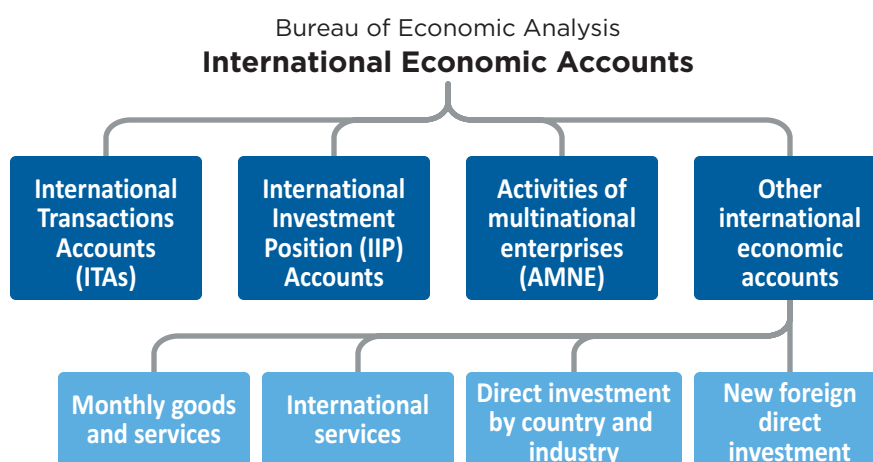 Bureau of Economic Analysis
International Economic Accounts
International
Transactions
Accounts
(ITAs)
International
Investment
Position (IIP)
Accounts
Activities of
multinational
enterprises
(AMNE)
Other
international
economic
accounts
Monthly goods
and services
International
services
Direct investment
by country and
industry
New foreign
direct
investment